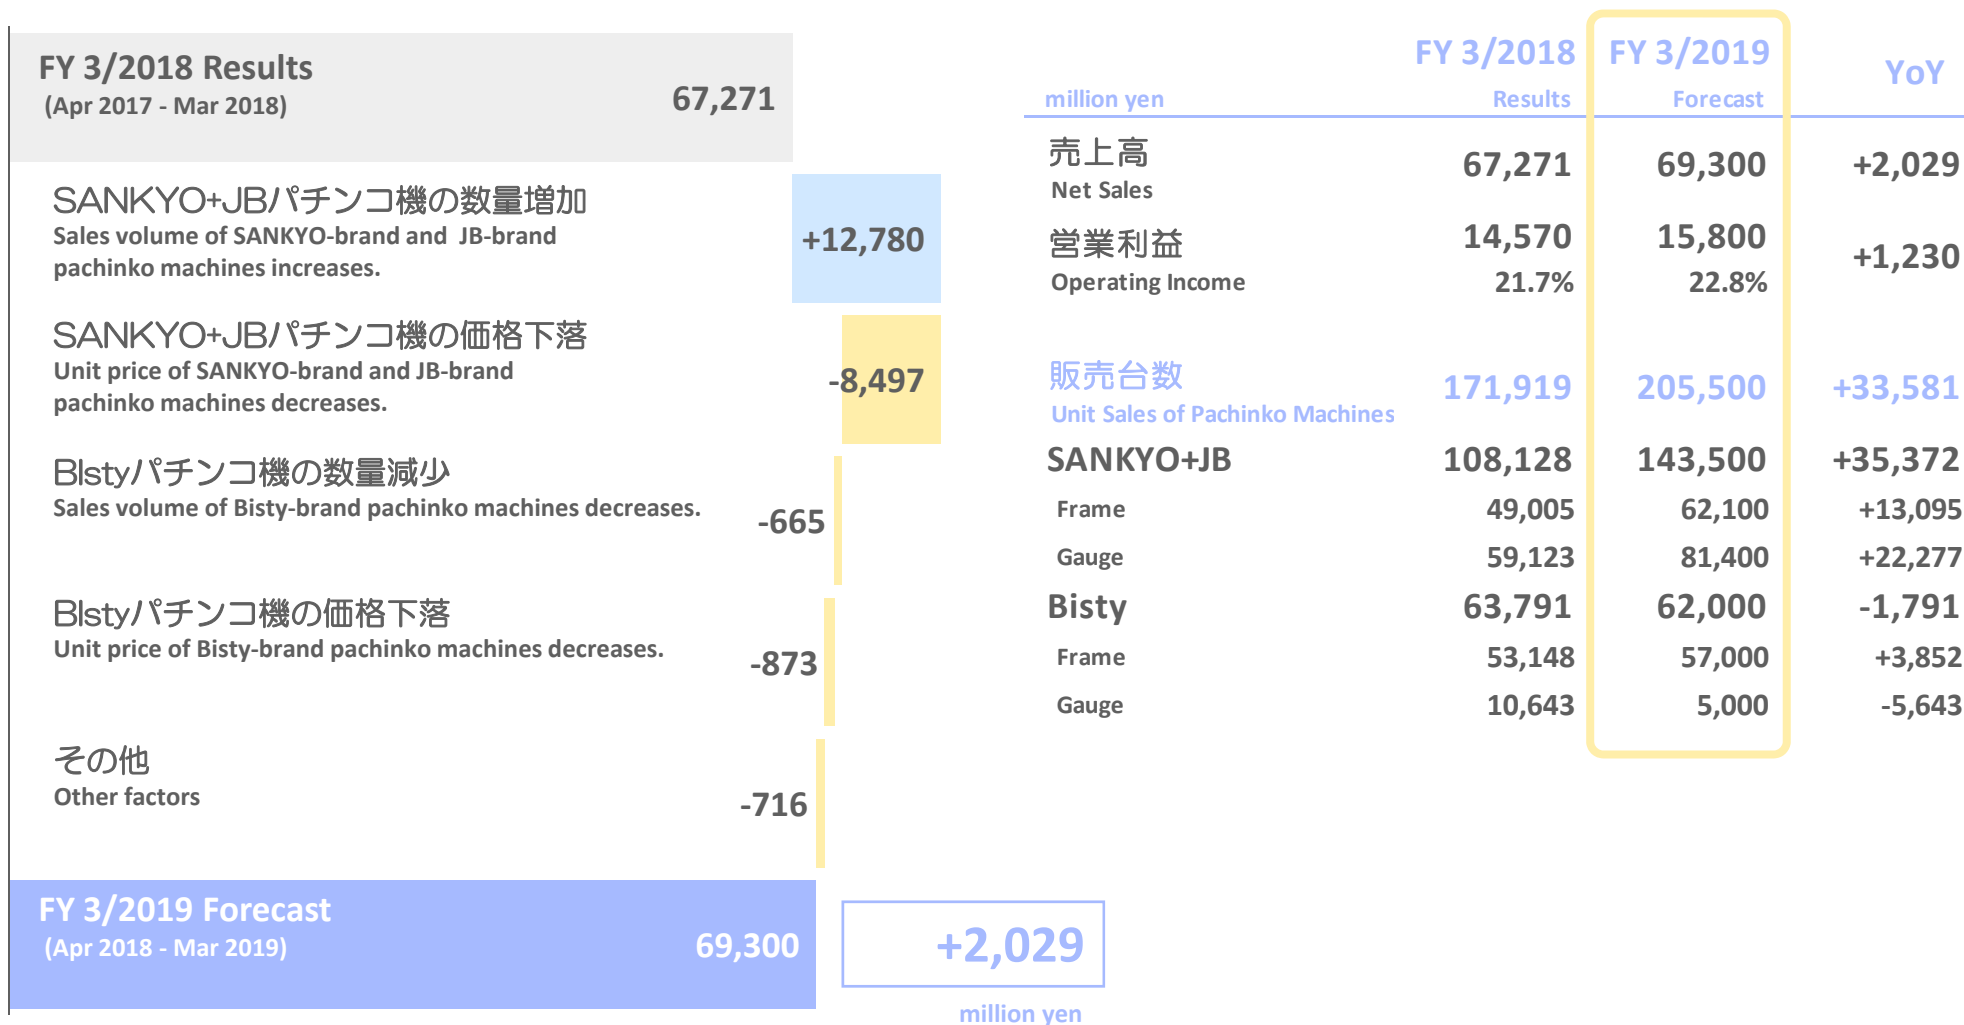 FY 3/2018 Results
(Apr 2017 - Mar 2018)
67,271
SANKYO+JBパチンコ機の数量増加
Sales volume of SANKYO-brand and JB-brand
pachinko machines increases.
+12,780
SANKYO+JBパチンコ機の価格下落
Unit price of SANKYO-brand and JB-brand
pachinko machines decreases.
-8,497
BIstyパチンコ機の数量減少
Sales volume of Bisty-brand pachinko machines decreases.
-665
BIstyパチンコ機の価格下落
Unit price of Bisty-brand pachinko machines decreases.
-873
その他
Other factors
-716
FY 3/2019 Forecast
(Apr 2018 - Mar 2019)
69,300
+2,029
million yen
FY 3/2018 FY 3/2019 YoY
million yen Results Forecast
売上高
Net Sales
67,271 69,300 +2,029
営業利益
Operating Income
14,570 15,800 +1,230
21.7% 22.8%
販売台数
Unit Sales of Pachinko Machines
171,919 205,500 +33,581
SANKYO+JB 108,128 143,500 +35,372
Frame 49,005 62,100 +13,095
Gauge 59,123 81,400 +22,277
Bisty 63,791 62,000 -1,791
Frame 53,148 57,000 +3,852
Gauge 10,643 5,000 -5,643